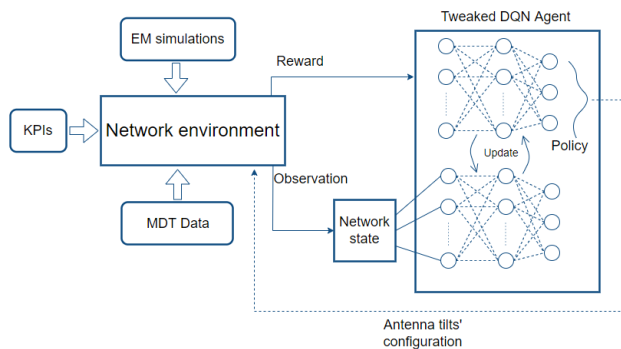 Tweaked DQN Agent
EM simulations
Reward
KPIs
Network environment
Update
Policy
Observation
MDT Data
Network
state
Antenna tilts'
configuration